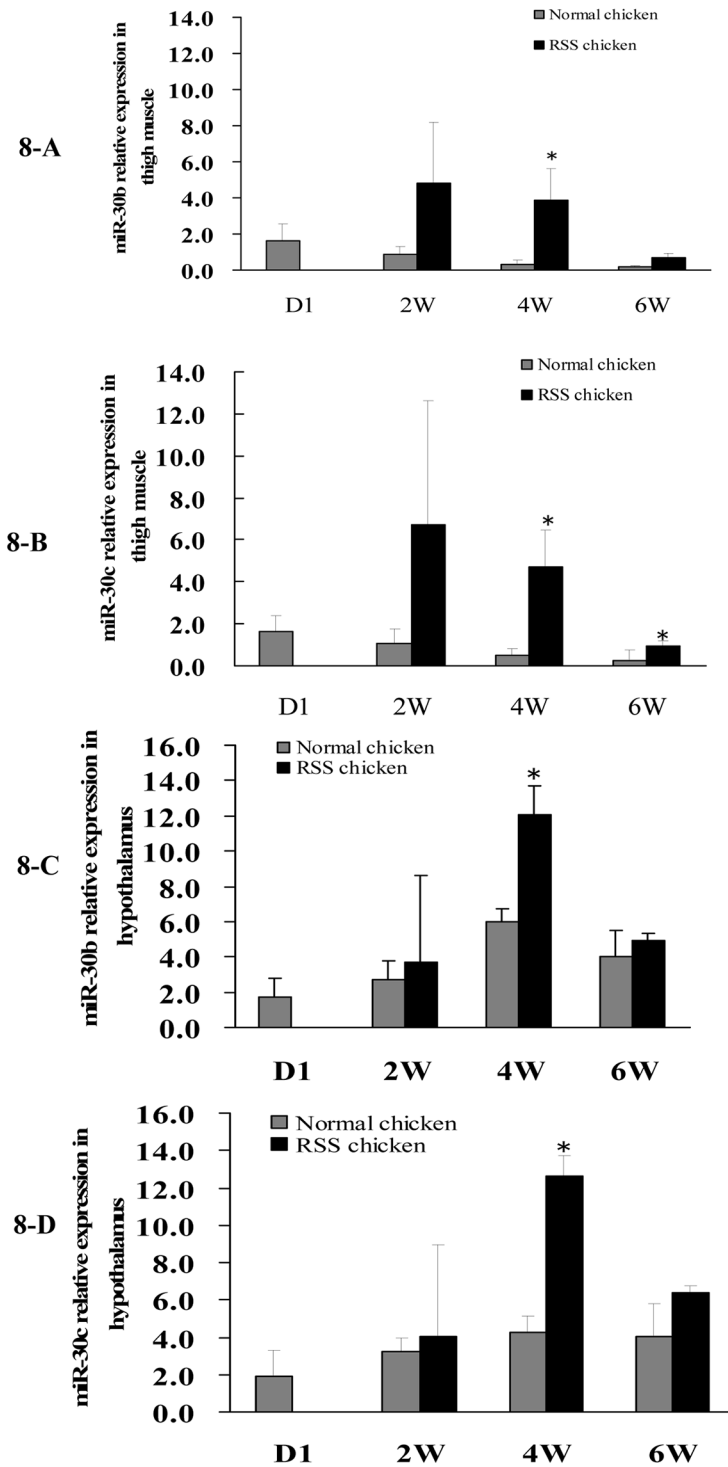 8-A
miR-30b relative expression in
thigh muscle
14.0
12.0
10.0
8.0
6.0
4.0
2.0
0.0
Normal chicken
RSS chicken
*
D1 2W 4W 6W
8-B
miR-30c relative expression in
thigh muscle
14.0
12.0
10.0
8.0
6.0
4.0
2.0
0.0
Normal chicken
RSS chicken
*
*
D1 2W 4W 6W
8-C
miR-30b relative expression in
hypothalamus
16.0
14.0
12.0
10.0
8.0
6.0
4.0
2.0
0.0
Normal chicken
RSS chicken
*
D1 2W 4W 6W
8-D
miR-30c relative expression in
hypothalamus
16.0
14.0
12.0
10.0
8.0
6.0
4.0
2.0
0.0
Normal chicken
RSS chicken
*
D1 2W 4W 6W